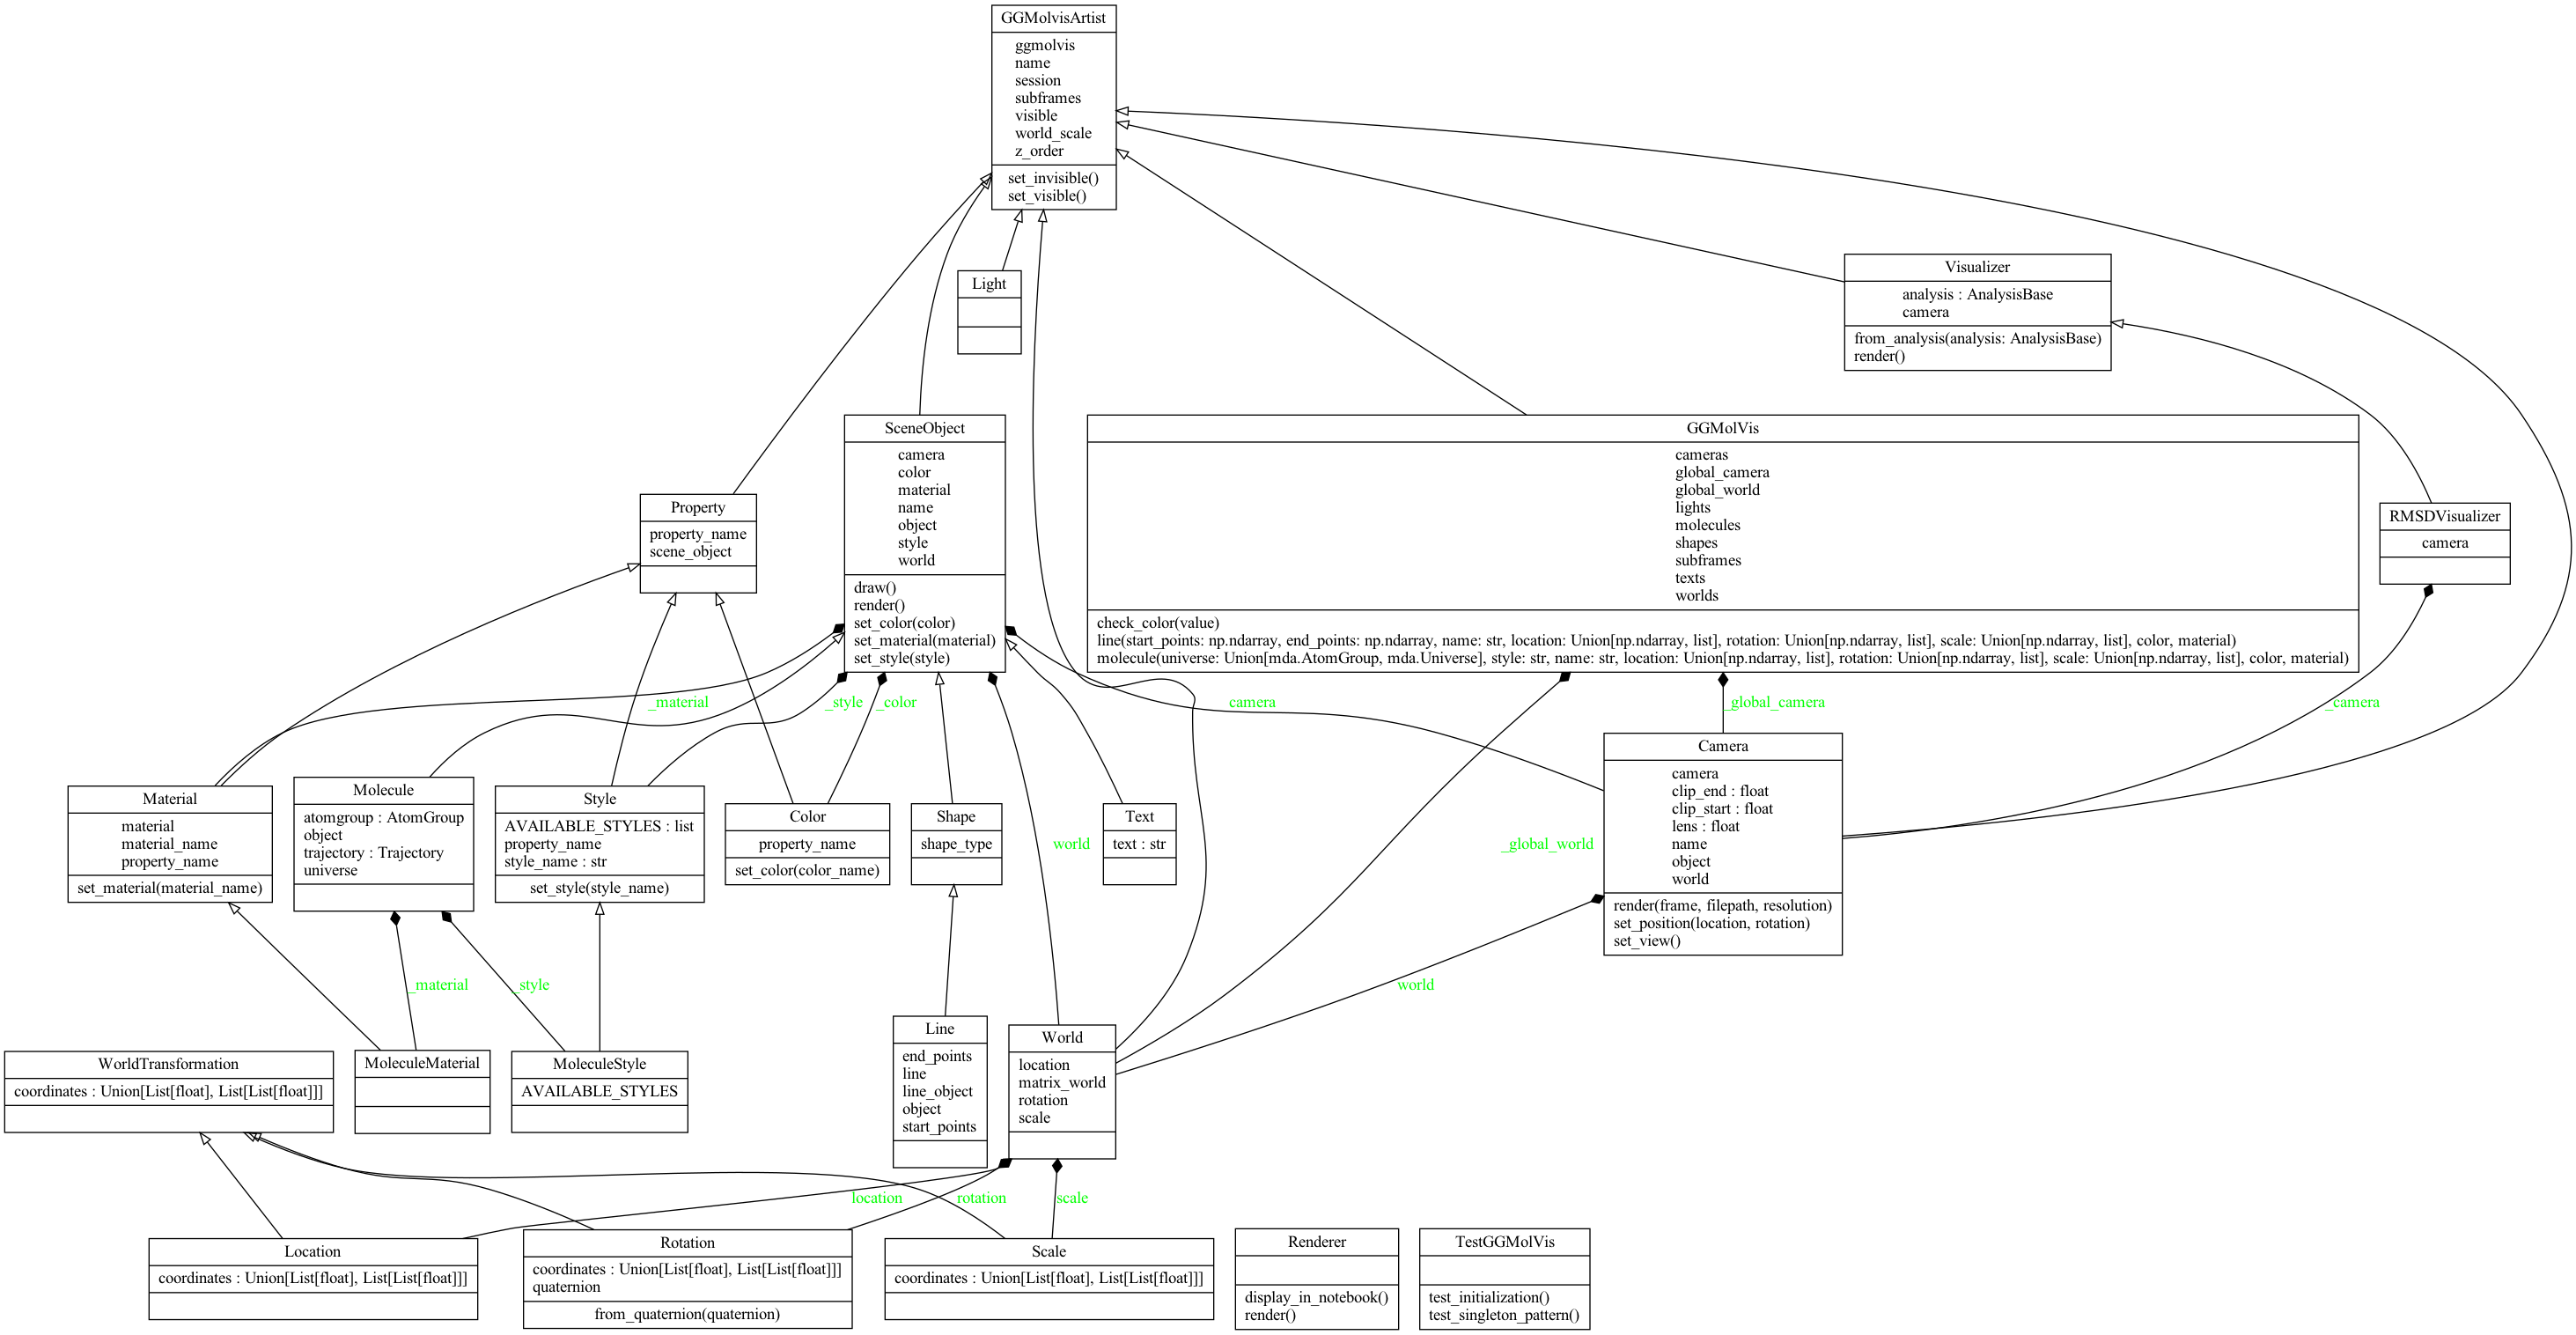 GGMolvisArtist
ggmolvis
name
session
subframes
visible
world_scale
z_order
set_invisible()
set_visible()
Light
Visualizer
analysis : AnalysisBase
camera
from_analysis(analysis: AnalysisBase)
render()
SceneObject
camera
color
material
name
object
style
world
draw()
render()
set_color(color)
set_material(material)
set_style(style)
GGMolVis
cameras
global_camera
global_world
lights
molecules
shapes
subframes
texts
worlds
check_color(value)
line(start_points: np.ndarray, end_points: np.ndarray, name: str, location: Union[np.ndarray, list], rotation: Union[np.ndarray, list], scale: Union[np.ndarray, list], color, material)
molecule(universe: Union[mda.AtomGroup, mda.Universe], style: str, name: str, location: Union[np.ndarray, list], rotation: Union[np.ndarray, list], scale: Union[np.ndarray, list], color, material)
Property
property_name
scene_object
RMSDVisualizer
camera
_material
_style
_color
camera
_global_camera
_camera
Material
material
material_name
property_name
set_material(material_name)
Molecule
atomgroup : AtomGroup
object
trajectory : Trajectory
universe
Style
AVAILABLE_STYLES : list
property_name
style_name : str
set_style(style_name)
Color
property_name
set_color(color_name)
Shape
shape_type
world
Text
text : str
_global_world
Camera
camera
clip_end : float
clip_start : float
lens : float
name
object
world
render(frame, filepath, resolution)
set_position(location, rotation)
set_view()
_material
_style
world
WorldTransformation
coordinates : Union[List[float], List[List[float]]]
MoleculeMaterial
MoleculeStyle
AVAILABLE_STYLES
Line
end_points
line
line_object
object
start_points
World
location
matrix_world
rotation
scale
location
rotation
scale
Location
coordinates : Union[List[float], List[List[float]]]
Rotation
coordinates : Union[List[float], List[List[float]]]
quaternion
from_quaternion(quaternion)
Scale
coordinates : Union[List[float], List[List[float]]]
Renderer
display_in_notebook()
render()
TestGGMolVis
test_initialization()
test_singleton_pattern()